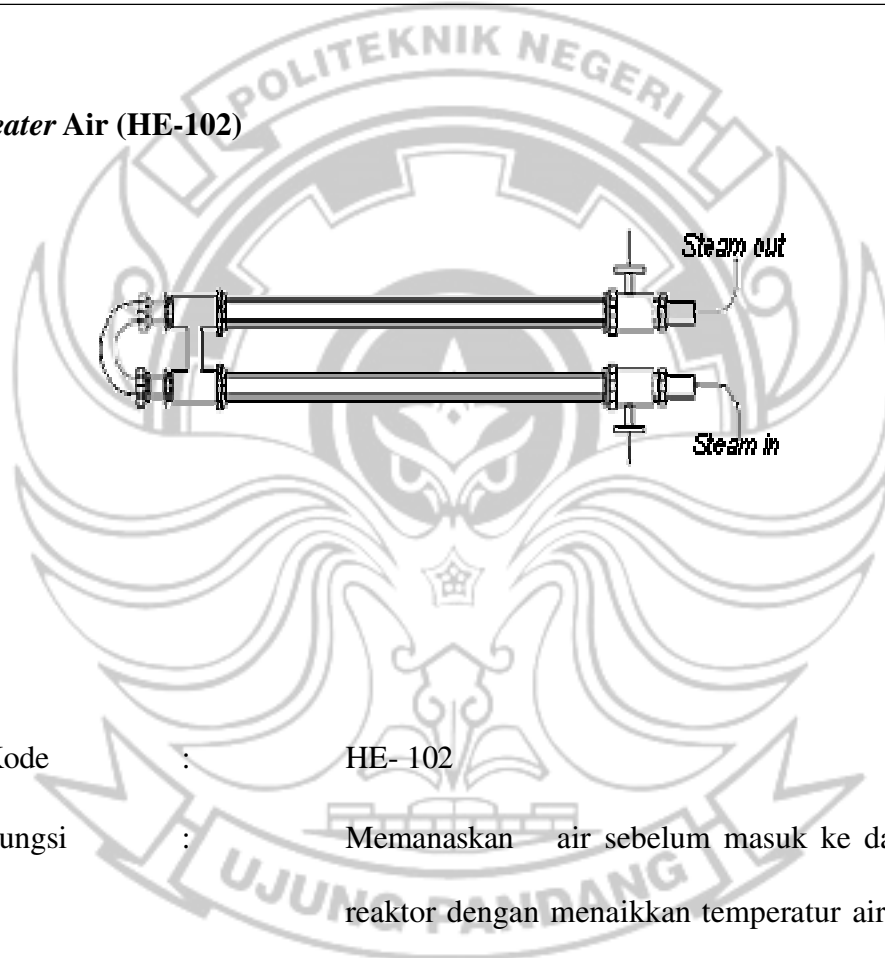 POLITEKNIK NEGERI
eater Air (HE-102)
Steam out
Steam in
Kode : HE- 102
ungsi : Memanaskan air sebelum masuk ke da
reaktor dengan menaikkan temperatur air
UJUNG PANDANG